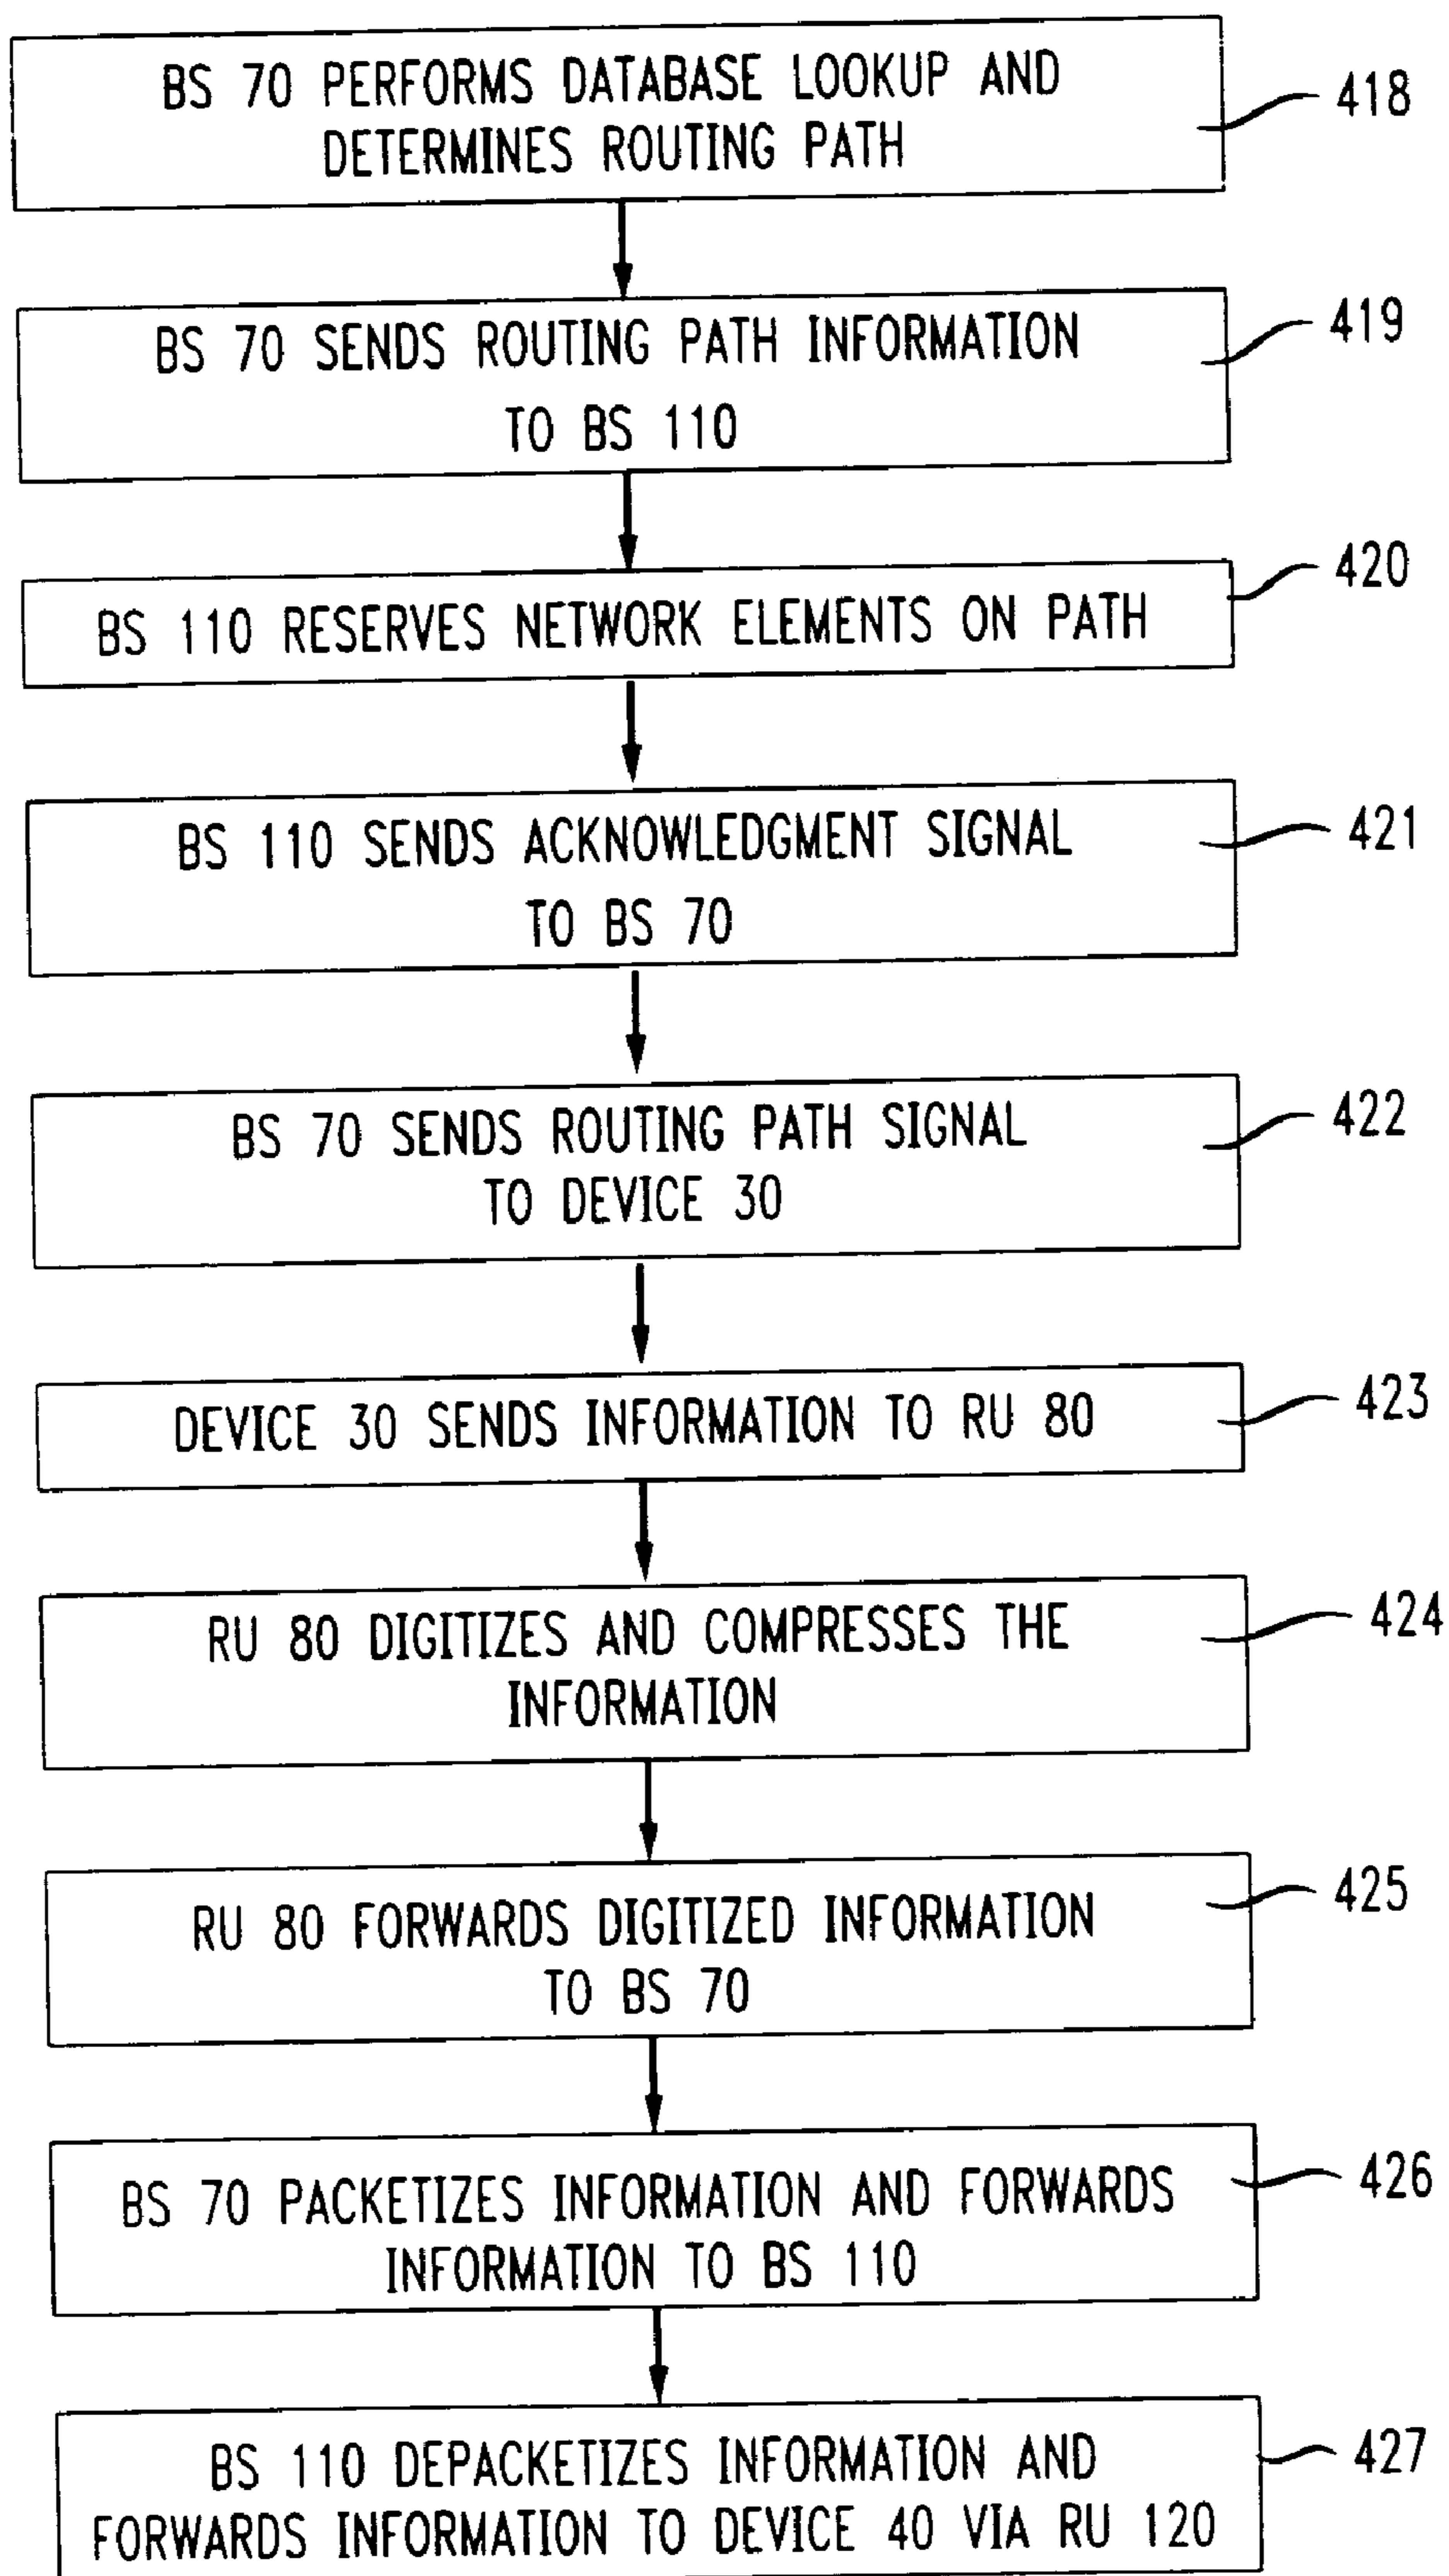 BS 70 PERFORMS DATABASE LOOKUP AND
DETERMINES ROUTING PATH
418
BS 70 SENDS ROUTING PATH INFORMATION
TO BS 110
419
BS 110 RESERVES NETWORK ELEMENTS ON PATH
420
BS 110 SENDS ACKNOWLEDGMENT SIGNAL
TO BS 70
421
BS 70 SENDS ROUTING PATH SIGNAL
TO DEVICE 30
422
DEVICE 30 SENDS INFORMATION TO RU 80
423
RU 80 DIGITIZES AND COMPRESSES THE
INFORMATION
424
RU 80 FORWARDS DIGITIZED INFORMATION
TO BS 70
425
BS 70 PACKETIZES INFORMATION AND FORWARDS
INFORMATION TO BS 110
426
BS 110 DEPACKETIZES INFORMATION AND
FORWARDS INFORMATION TO DEVICE 40 VIA RU 120
427